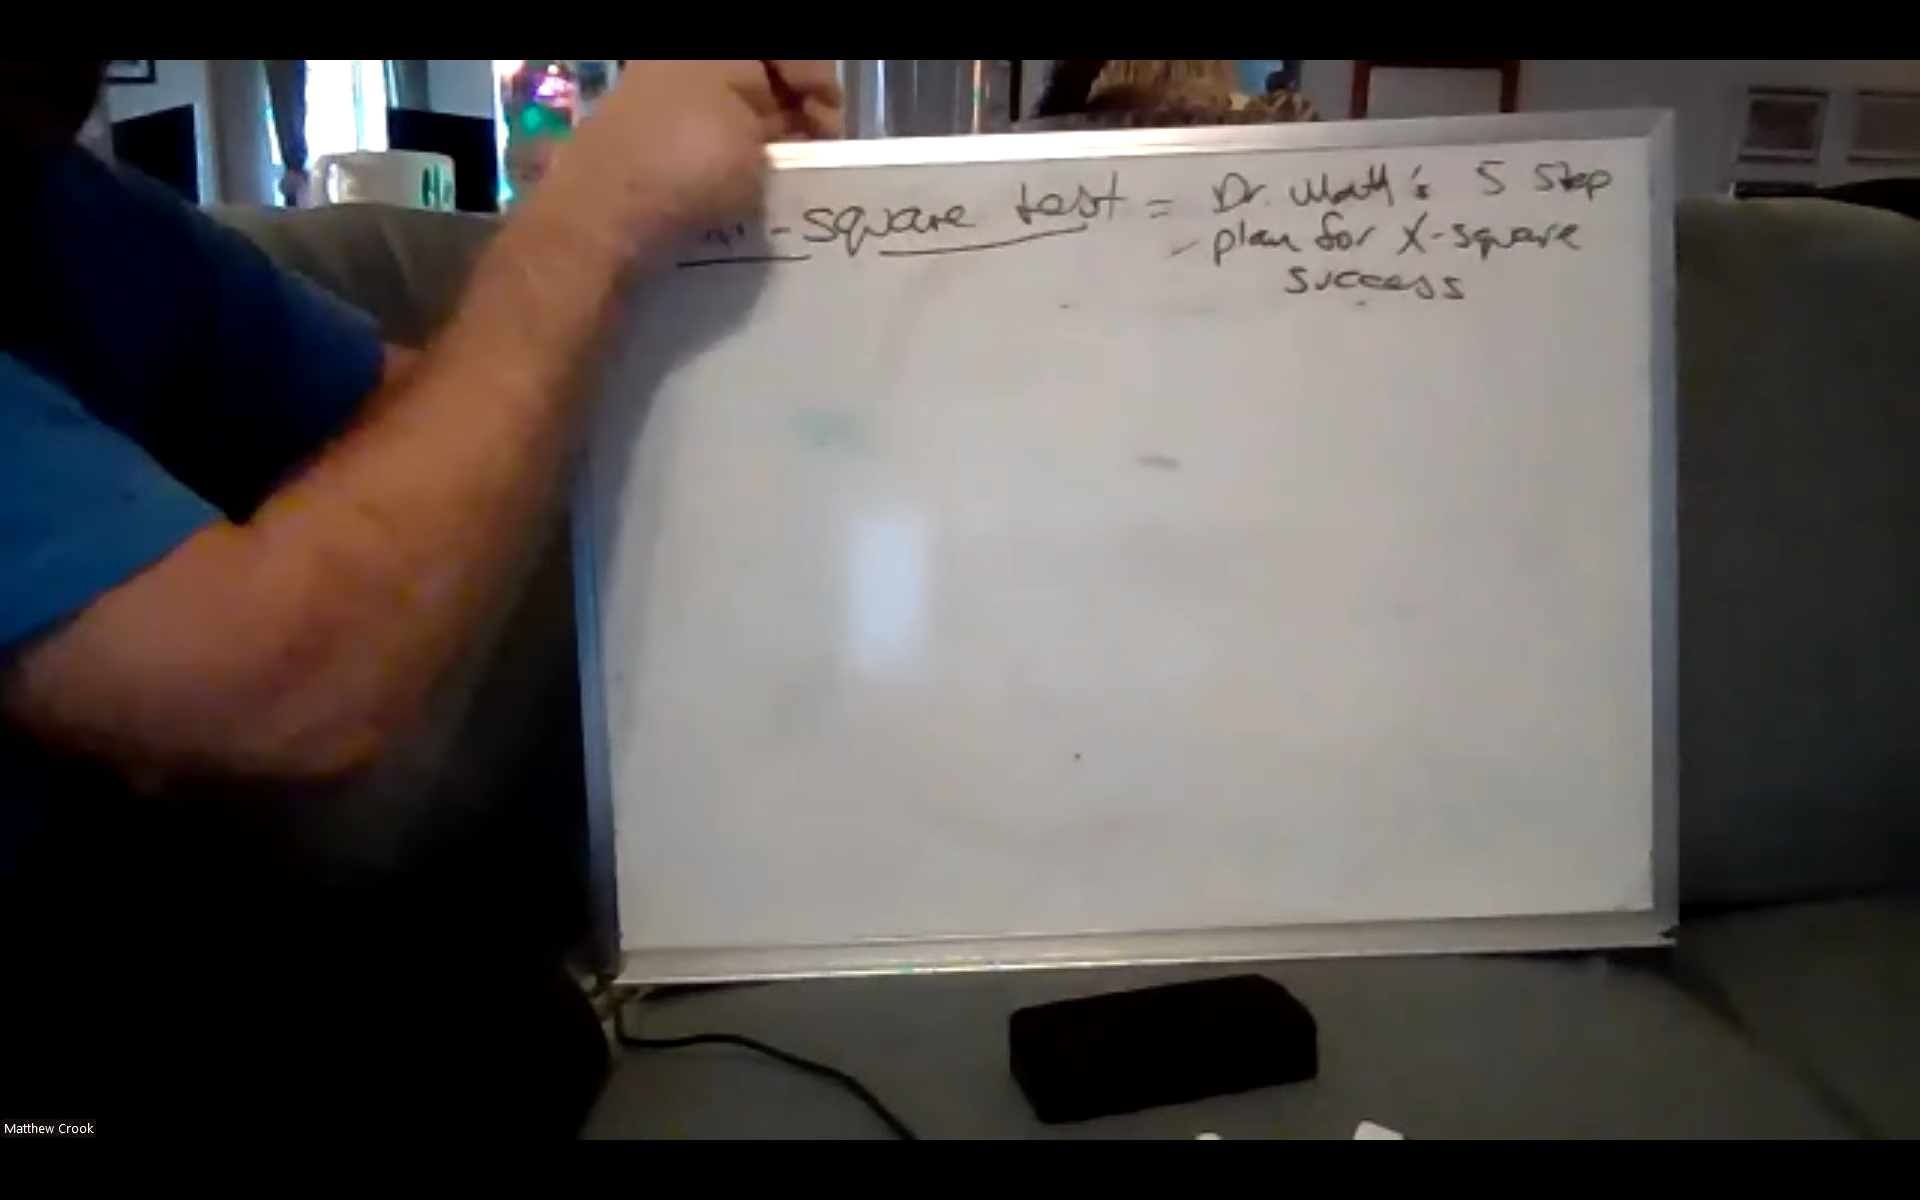 -square test = Dr. Matt's 5 step
- plan for X-square
success
Matthew Crook